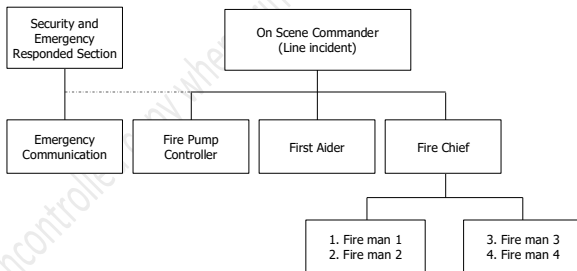 Security and
Emergency
Responded Section
On Scene Commander
(Line incident)
Emergency
Communication
Fire Pump
Controller
First Aider
Fire Chief
1. Fire man 1
2. Fire man 2
3. Fire man 3
4. Fire man 4